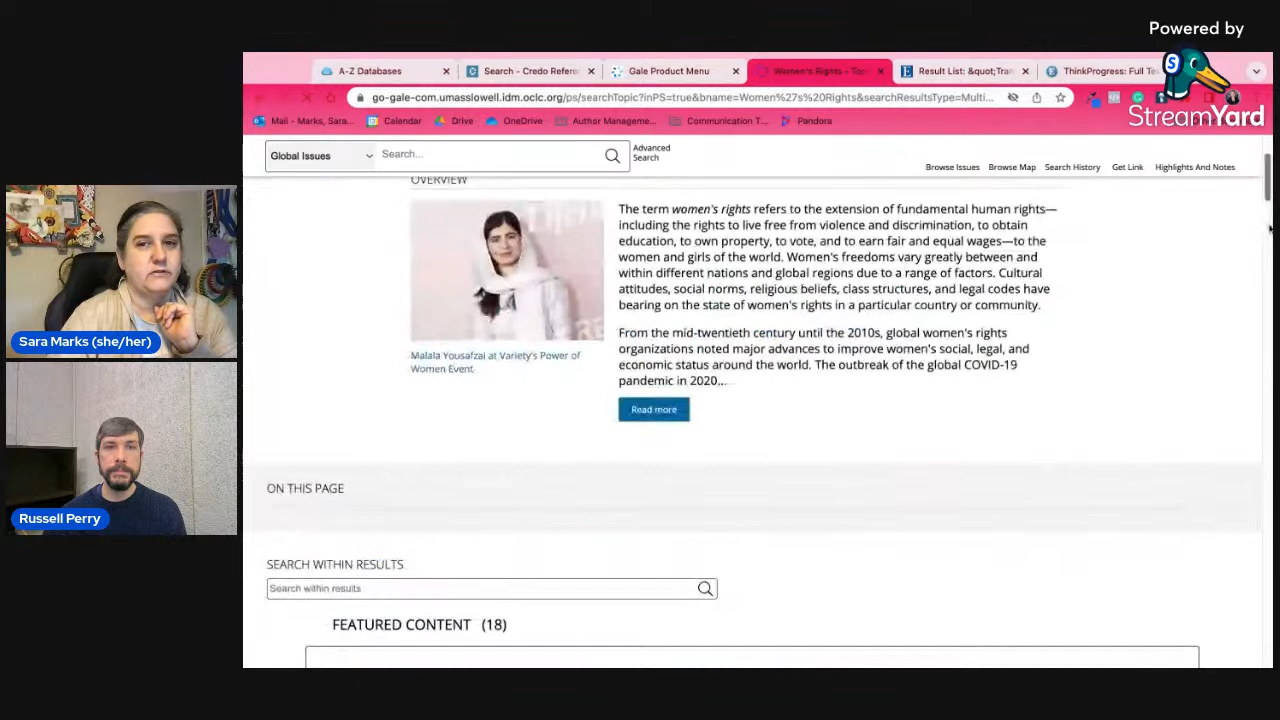 Powered by
StreamYard
A-Z Databases
Search - Credo Refere
Gale Product Menu
Women's Rights - Top
Result List: &quot;Tran
ThinkProgress: Full Te
go-gale-com.umasslowell.idm.oclc.org/ps/searchTopic?inPS=true&bname=Women%27s%20Rights&searchResultsType=Multi...
Mail - Marks, Sara...
Calendar
Drive
OneDrive
Author Manageme...
Communication T...
Pandora
Global Issues
Search...
Advanced
Search
Browse Issues
Browse Map
Search History
Get Link
Highlights And Notes
OVERVIEW
The term women's rights refers to the extension of fundamental human rights—
including the rights to live free from violence and discrimination, to obtain
education, to own property, to vote, and to earn fair and equal wages—to the
women and girls of the world. Women's freedoms vary greatly between and
within different nations and global regions due to a range of factors. Cultural
attitudes, social norms, religious beliefs, class structures, and legal codes have
bearing on the state of women's rights in a particular country or community.
From the mid-twentieth century until the 2010s, global women's rights
organizations noted major advances to improve women's social, legal, and
economic status around the world. The outbreak of the global COVID-19
pandemic in 2020...
Malala Yousafzai at Variety's Power of
Women Event
Read more
ON THIS PAGE
SEARCH WITHIN RESULTS
Search within results
FEATURED CONTENT (18)
Sara Marks (she/her)
Russell Perry